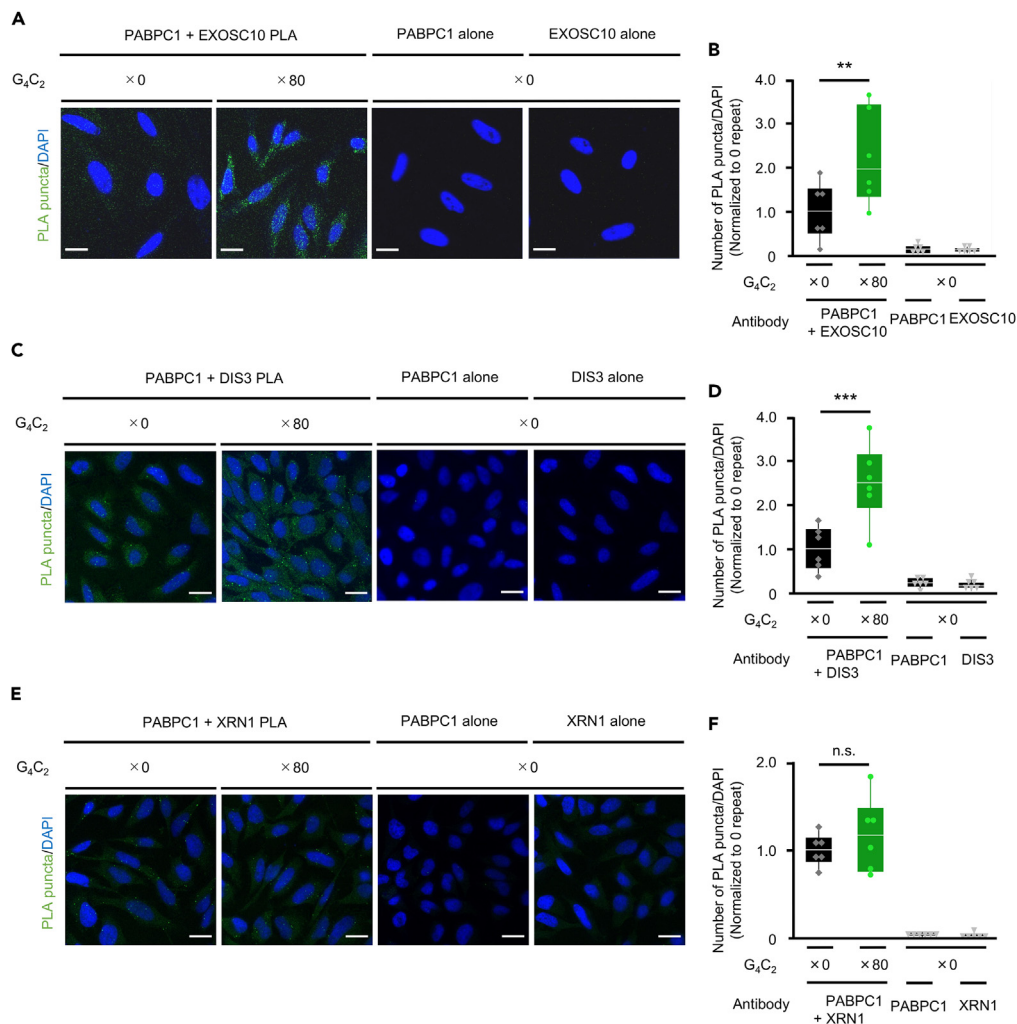 A
PABPC1 + EXOSC10 PLA
PABPC1 alone
EXOSC10 alone
G₄C₂
×0
×80
×0
PLA puncta/DAPI
B
**
Number of PLA puncta/DAPI
(Normalized to 0 repeat)
4.0
3.0
2.0
1.0
0
G₄C₂
×0
×80
×0
Antibody
PABPC1
+ EXOSC10
PABPC1
EXOSC10
C
PABPC1 + DIS3 PLA
PABPC1 alone
DIS3 alone
G₄C₂
×0
×80
×0
PLA puncta/DAPI
D
***
Number of PLA puncta/DAPI
(Normalized to 0 repeat)
4.0
3.0
2.0
1.0
0
G₄C₂
×0
×80
×0
Antibody
PABPC1
+ DIS3
PABPC1
DIS3
E
PABPC1 + XRN1 PLA
PABPC1 alone
XRN1 alone
G₄C₂
×0
×80
×0
PLA puncta/DAPI
F
n.s.
Number of PLA puncta/DAPI
(Normalized to 0 repeat)
2.0
1.0
0
G₄C₂
×0
×80
×0
Antibody
PABPC1
+ XRN1
PABPC1
XRN1